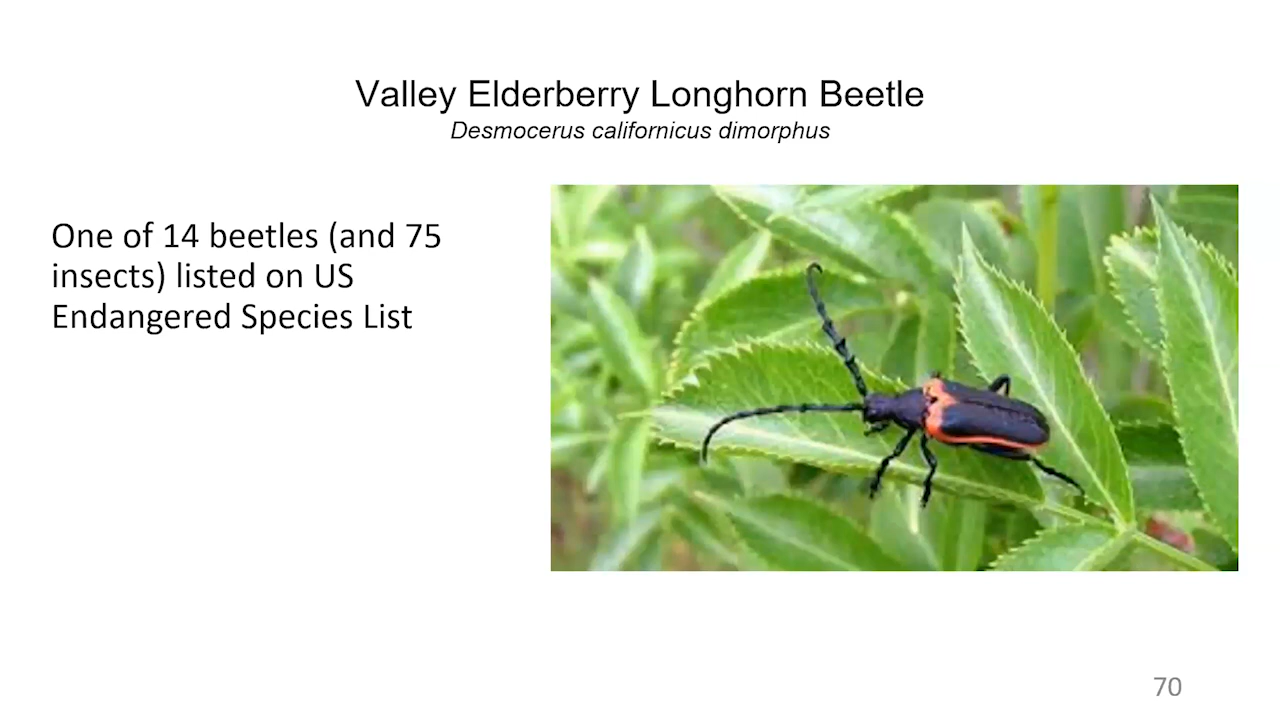 Valley Elderberry Longhorn Beetle
Desmocerus californicus dimorphus
One of 14 beetles (and 75
insects) listed on US
Endangered Species List
70